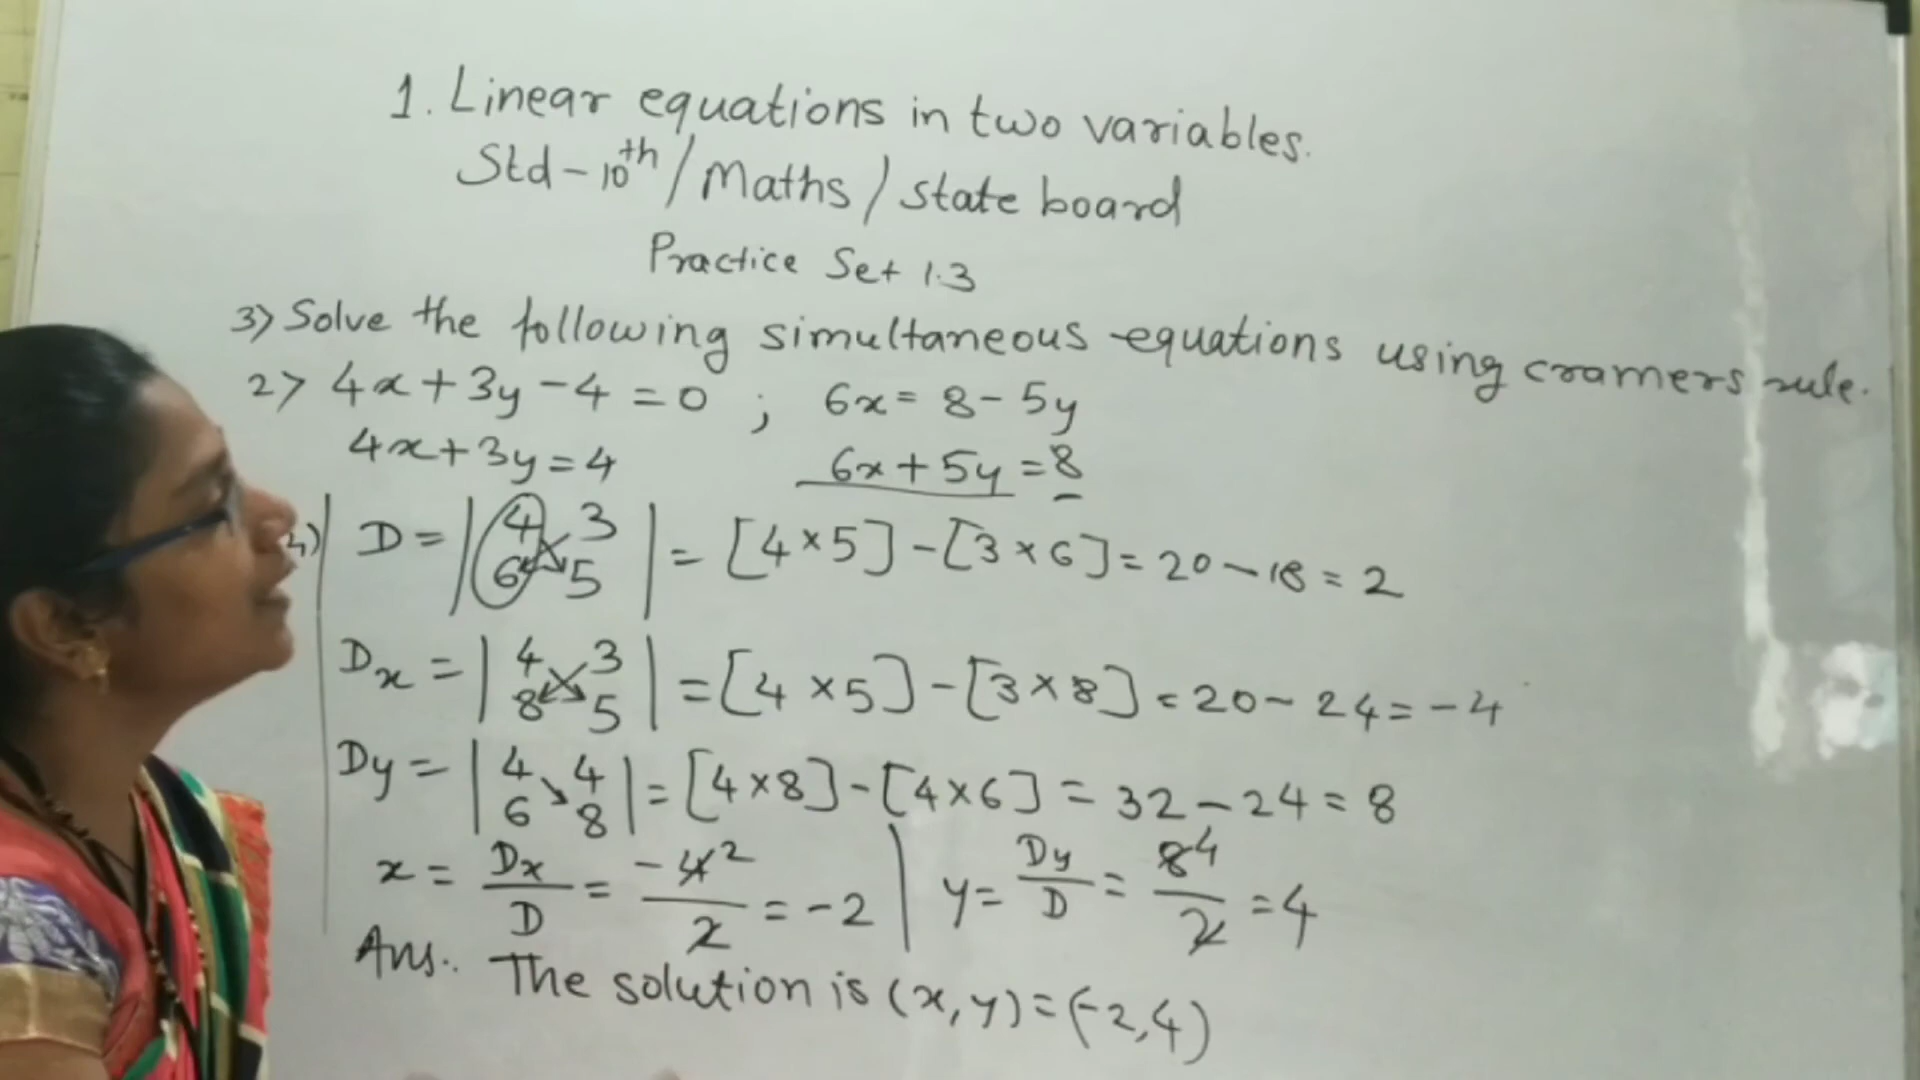 1. Linear equations in two variables.
Std - 10th / Maths / state board
Practice Set 1.3
3) Solve the following simultaneous equations using cramers rule.
2> 4x + 3y - 4 = 0 ; 6x = 8 - 5y
4x + 3y = 4 6x + 5y = 8
D = | 4 3 6 5 | = [4 × 5] - [3 × 6] = 20 - 18 = 2
Dx = | 4 3 8 5 | = [4 × 5] - [3 × 8] = 20 - 24 = -4
Dy = | 4 4 6 8 | = [4 × 8] - [4 × 6] = 32 - 24 = 8
x = Dx/D = -4 2/2 = -2 | y = Dy/D = 8 4/2 = 4
Ans.. The solution is (x, y) = (-2, 4)